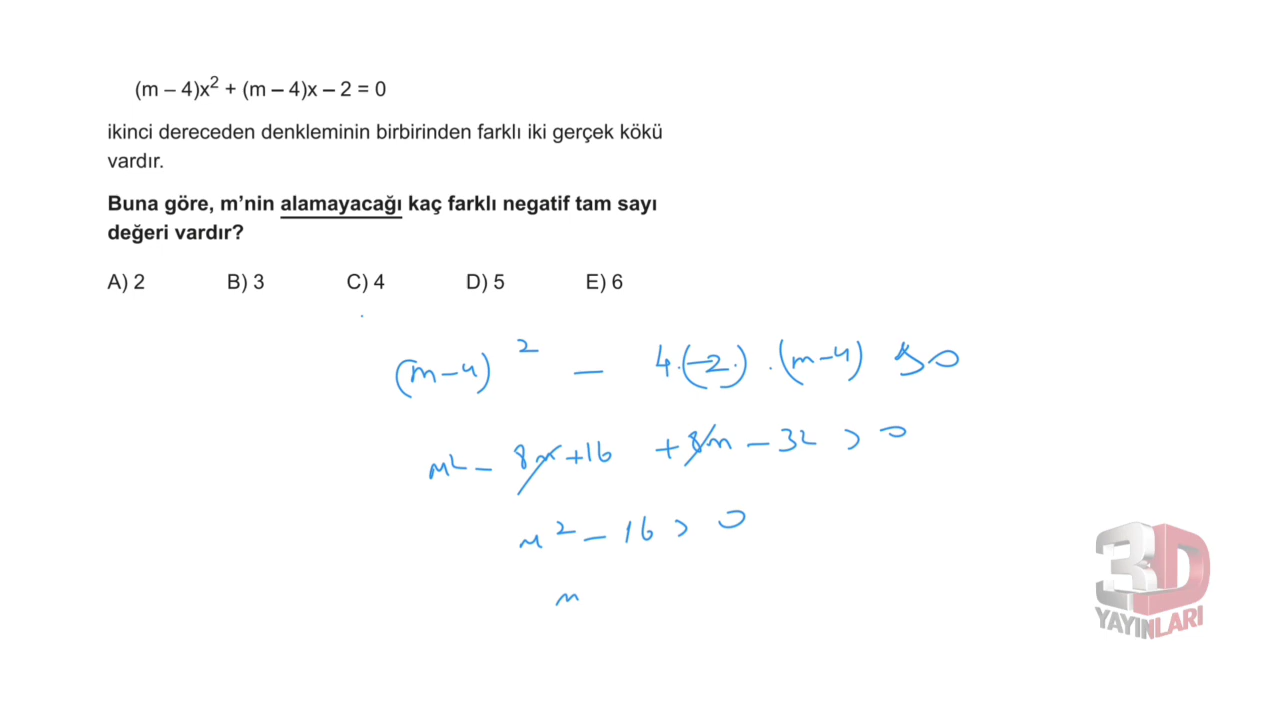 (m – 4)x² + (m – 4)x – 2 = 0
ikinci dereceden denkleminin birbirinden farklı iki gerçek kökü
vardır.
Buna göre, m’nin alamayacağı kaç farklı negatif tam sayı
değeri vardır?
A) 2 B) 3 C) 4 D) 5 E) 6
(m-4)² - 4.(-2.).(m-4) > 0
m² - 8m + 16 + 8m - 32 > 0
m² - 16 > 0
m
3D
YAYINLARI